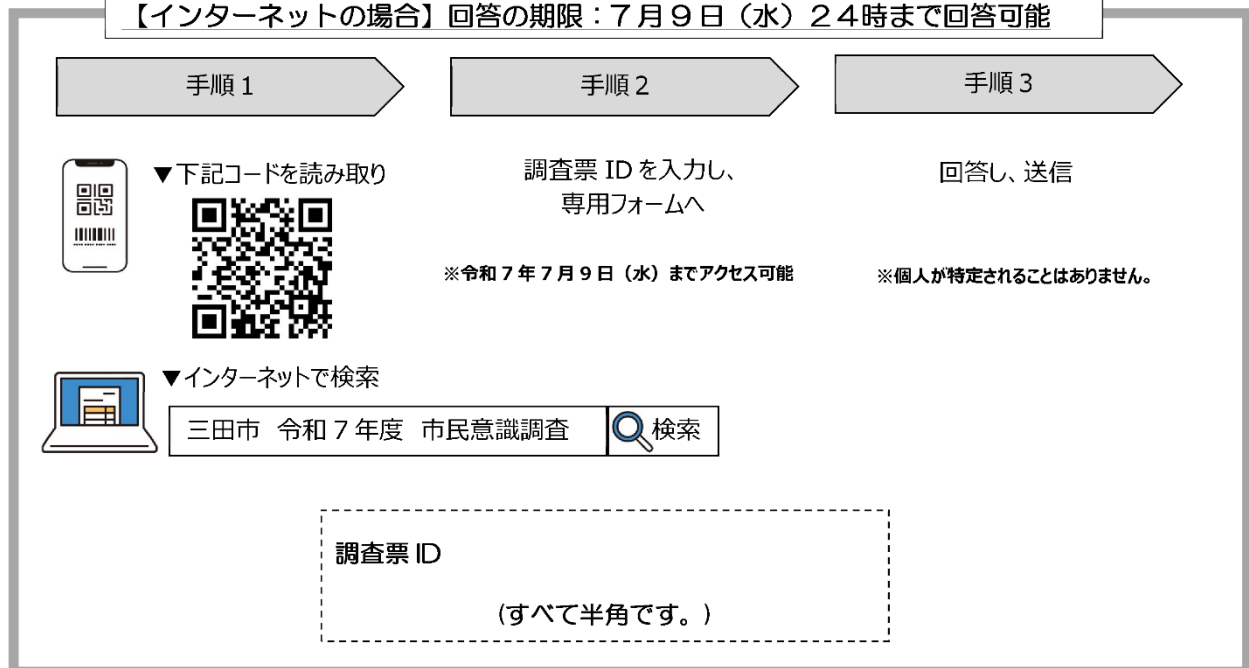 【インターネットの場合】回答の期限：７月９日（水）２４時まで回答可能
手順１
手順２
手順３
▼下記コードを読み取り
調査票 ID を入力し、
専用フォームへ
※令和７年７月９日（水）までアクセス可能
回答し、送信
※個人が特定されることはありません。
▼インターネットで検索
三田市 令和７年度 市民意識調査 検索
調査票 ID
(すべて半角です。)